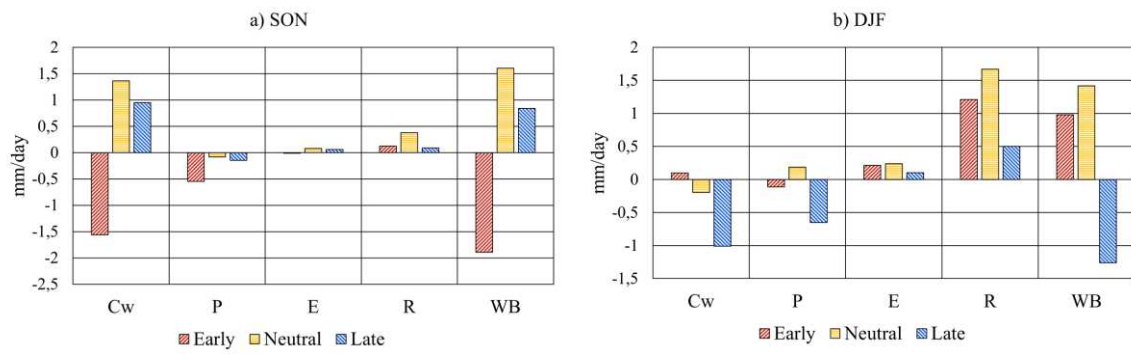 a) SON
mm/day
2
1,5
1
0,5
0
-0,5
-1
-1,5
-2
-2,5
Cw P E R WB
Early Neutral Late
b) DJF
mm/day
2
1,5
1
0,5
0
-0,5
-1
-1,5
Cw P E R WB
Early Neutral Late